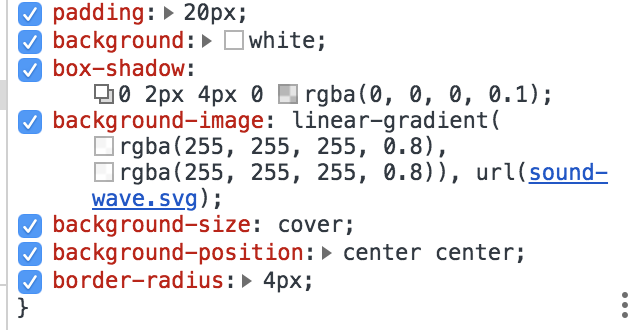 padding: 20px;
background: white;
box-shadow:
0 2px 4px 0 rgba(0, 0, 0, 0.1);
background-image: linear-gradient(
rgba(255, 255, 255, 0.8),
rgba(255, 255, 255, 0.8)), url(sound-
wave.svg);
background-size: cover;
background-position: center center;
border-radius: 4px;
}